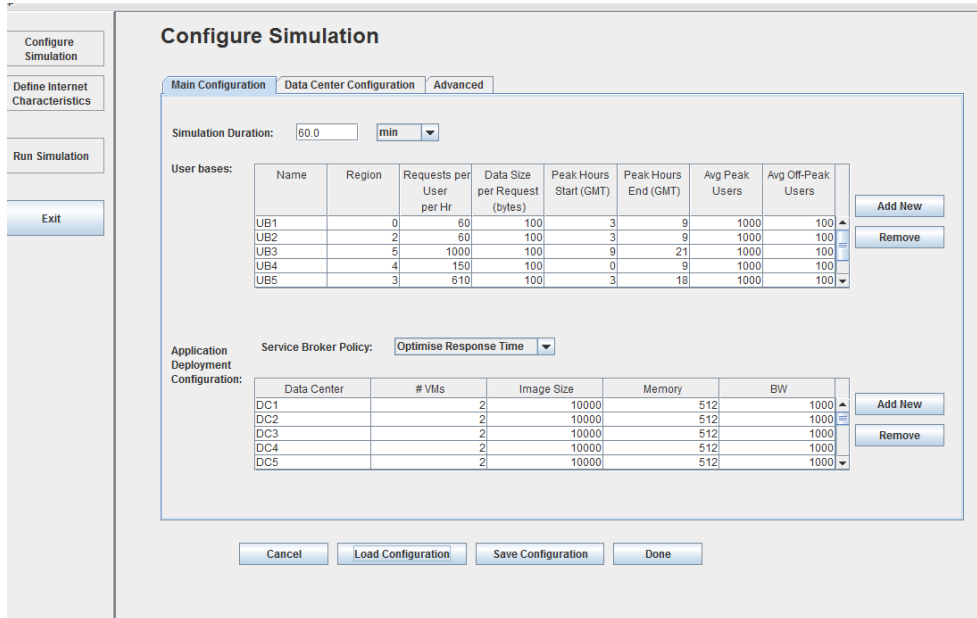 Configure Simulation
Configure
Simulation
Define Internet
Characteristics
Run Simulation
Exit
Main Configuration Data Center Configuration Advanced
Simulation Duration: 60.0 min
User bases:
Name Region Requests per User per Hr Data Size per Request (bytes) Peak Hours Start (GMT) Peak Hours End (GMT) Avg Peak Users Avg Off-Peak Users
UB1 0 60 100 3 9 1000 100
UB2 2 60 100 3 9 1000 100
UB3 5 1000 100 9 21 1000 100
UB4 4 150 100 0 9 1000 100
UB5 3 610 100 3 18 1000 100
Add New
Remove
Application
Deployment
Configuration:
Service Broker Policy: Optimise Response Time
Data Center # VMs Image Size Memory BW
DC1 2 10000 512 1000
DC2 2 10000 512 1000
DC3 2 10000 512 1000
DC4 2 10000 512 1000
DC5 2 10000 512 1000
Add New
Remove
Cancel Load Configuration Save Configuration Done